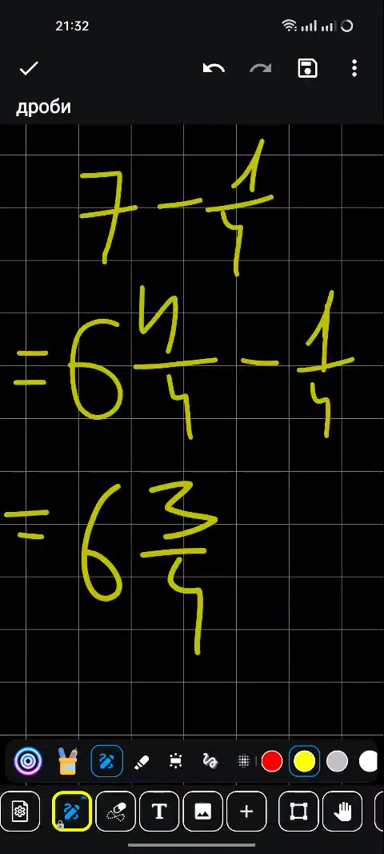 21:32
дроби
7 - 1/4
= 6 4/4 - 1/4
= 6 3/4
T